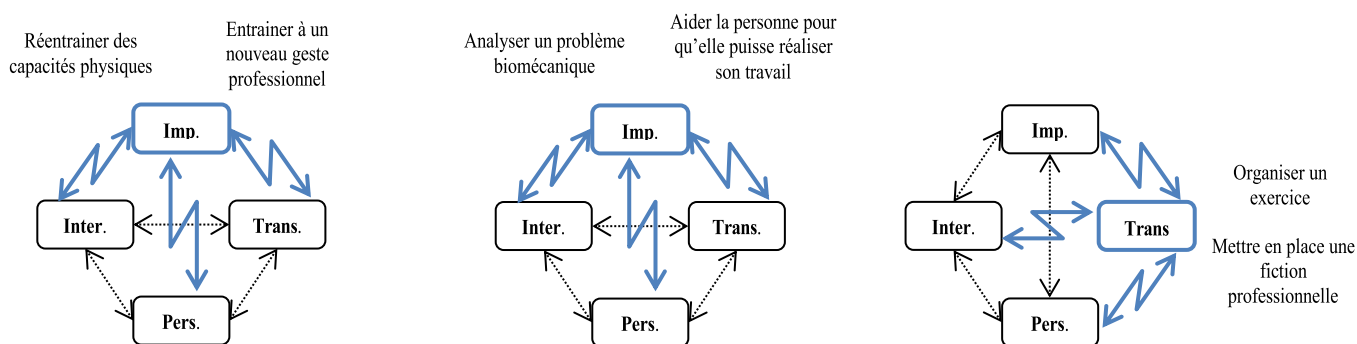 Réentrainer des
capacités physiques
Entrainer à un
nouveau geste
professionnel
Imp.
Inter.
Trans.
Pers.
Analyser un problème
biomécanique
Aider la personne pour
qu’elle puisse réaliser
son travail
Imp.
Inter.
Trans.
Pers.
Imp.
Inter.
Trans
Pers.
Organiser un
exercice
Mettre en place une
fiction
professionnelle